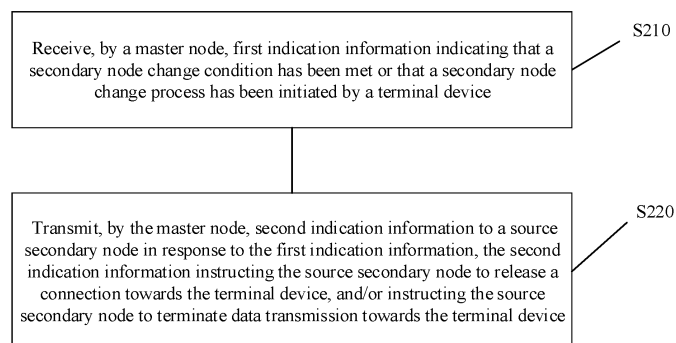 Receive, by a master node, first indication information indicating that a
secondary node change condition has been met or that a secondary node
change process has been initiated by a terminal device
S210
Transmit, by the master node, second indication information to a source
secondary node in response to the first indication information, the second
indication information instructing the source secondary node to release a
connection towards the terminal device, and/or instructing the source
secondary node to terminate data transmission towards the terminal device
S220